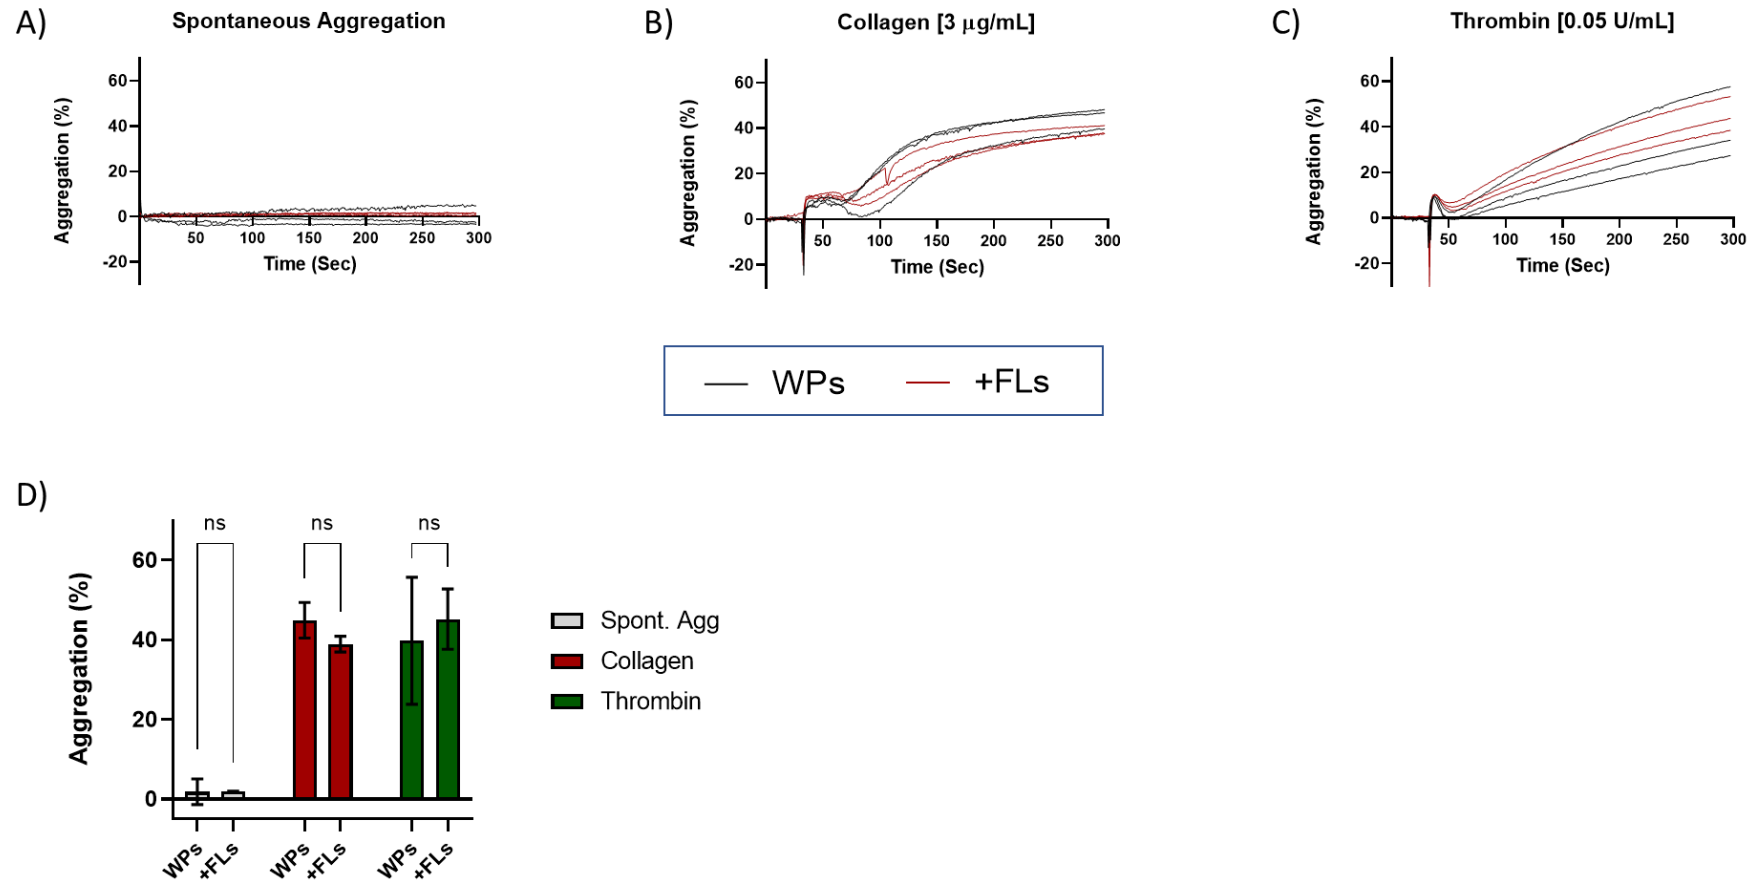 A) Spontaneous Aggregation
Aggregation (%)
60
40
20
0
-20
50 100 150 200 250 300
Time (Sec)
B) Collagen [3 μg/mL]
Aggregation (%)
60
40
20
0
-20
50 100 150 200 250 300
Time (Sec)
C) Thrombin [0.05 U/mL]
Aggregation (%)
60
40
20
0
-20
50 100 150 200 250 300
Time (Sec)
WPs +FLs
D)
ns ns ns
Aggregation (%)
60
40
20
0
WPs +FLs WPs +FLs WPs +FLs
Spont. Agg
Collagen
Thrombin